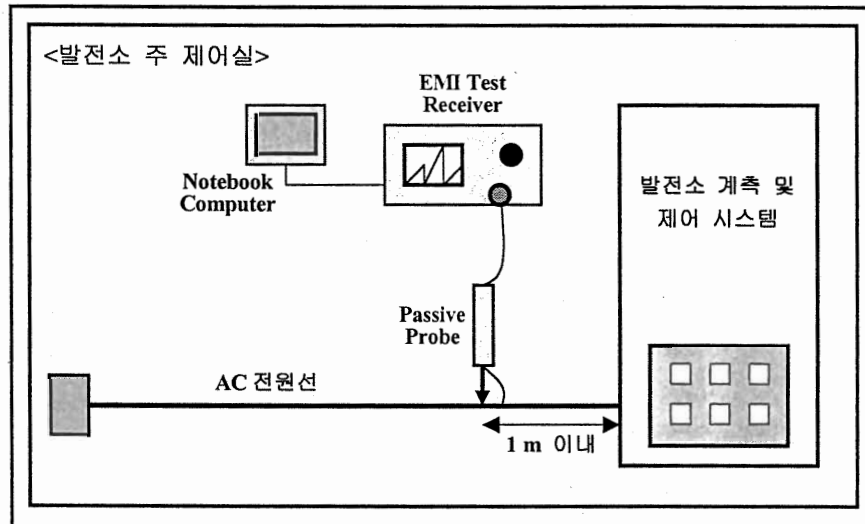 <발전소 주 제어실>
EMI Test
Receiver
Notebook
Computer
발전소 계측 및
제어 시스템
Passive
Probe
AC 전원선
1 m 이내